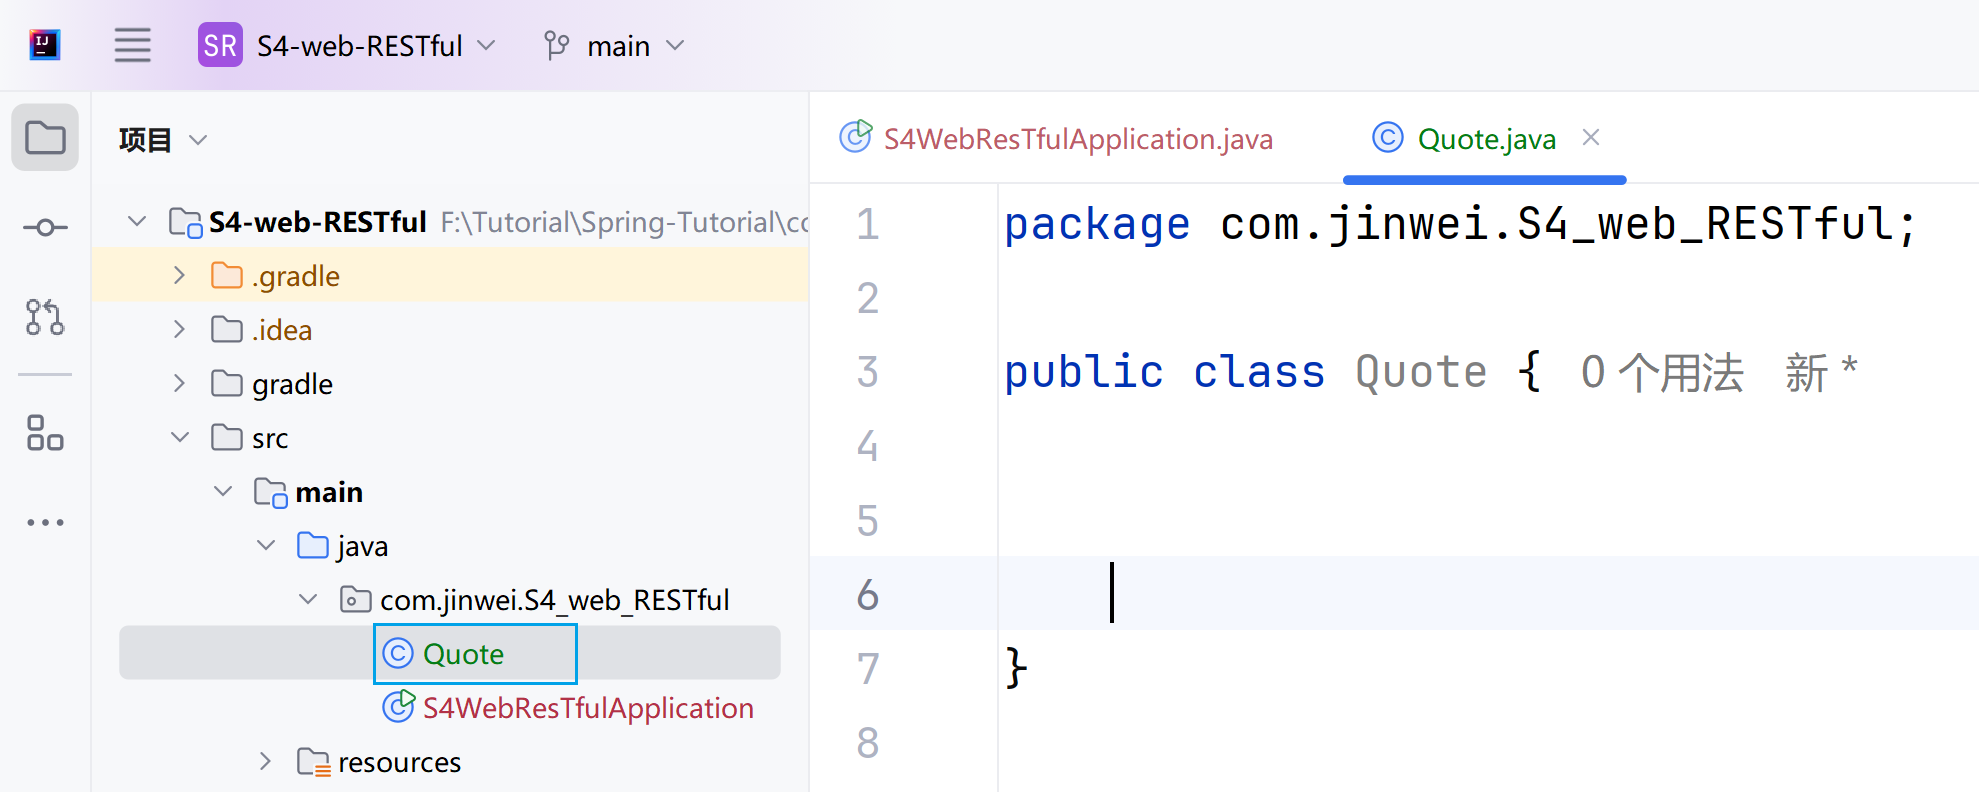 IJ
SR S4-web-RESTful main
项目
S4-web-RESTful F:\Tutorial\Spring-Tutorial\co
.gradle
.idea
gradle
src
main
java
com.jinwei.S4_web_RESTful
Quote
S4WebResTfulApplication
resources
S4WebResTfulApplication.java Quote.java
1 package com.jinwei.S4_web_RESTful;
2
3 public class Quote { 0 个用法 新 *
4
5
6
7 }
8